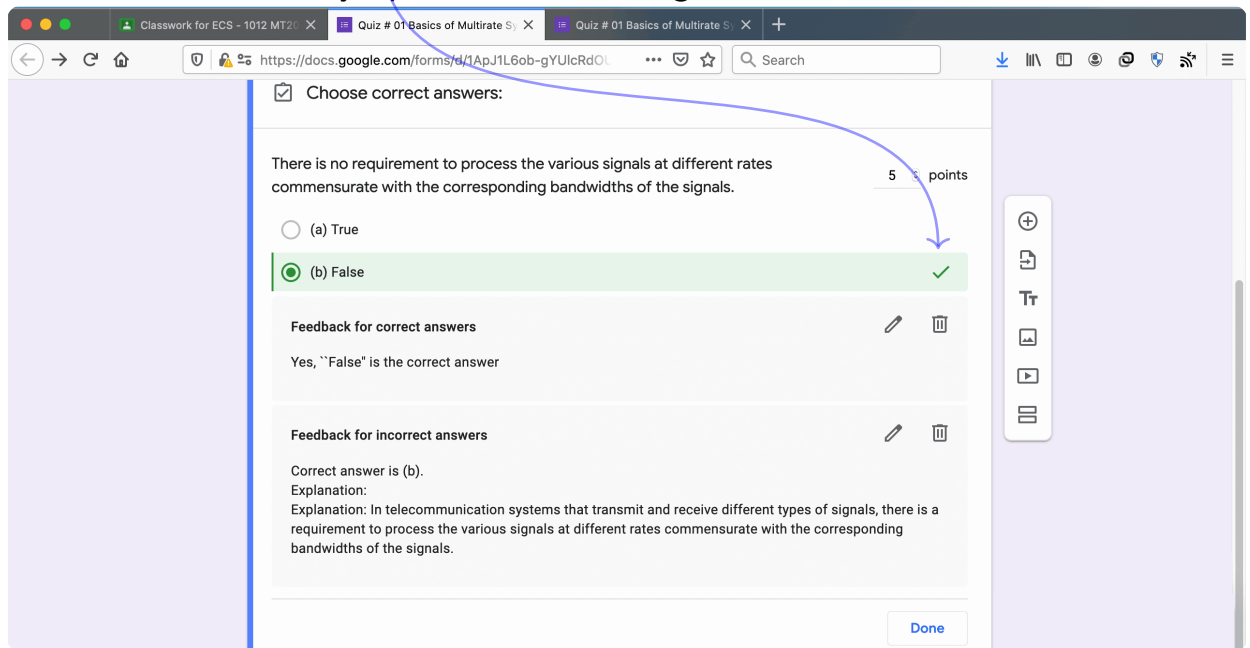 Classwork for ECS - 1012 MT20
Quiz # 01 Basics of Multirate Sy
Quiz # 01 Basics of Multirate Sy
https://docs.google.com/forms/d/1ApJ1L6ob-gYUlcRdOL
Search
Choose correct answers:
There is no requirement to process the various signals at different rates
commensurate with the corresponding bandwidths of the signals.
5 points
(a) True
(b) False
Feedback for correct answers
Yes, ``False" is the correct answer
Feedback for incorrect answers
Correct answer is (b).
Explanation:
Explanation: In telecommunication systems that transmit and receive different types of signals, there is a
requirement to process the various signals at different rates commensurate with the corresponding
bandwidths of the signals.
Done